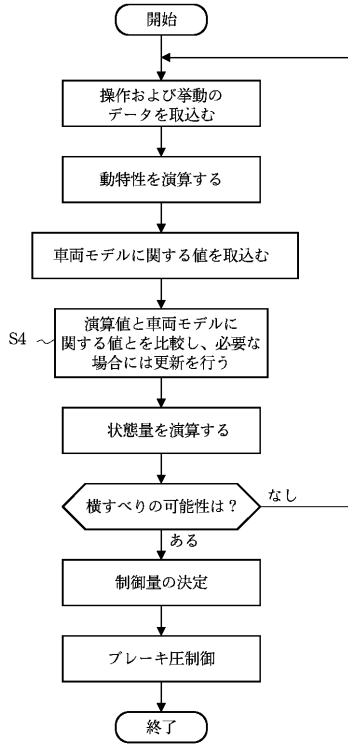 開始
操作および挙動の
データを取込む
動特性を演算する
車両モデルに関する値を取込む
S4
演算値と車両モデルに
関する値とを比較し、必要な
場合には更新を行う
状態量を演算する
横すべりの可能性は？
なし
ある
制御量の決定
ブレーキ圧制御
終了